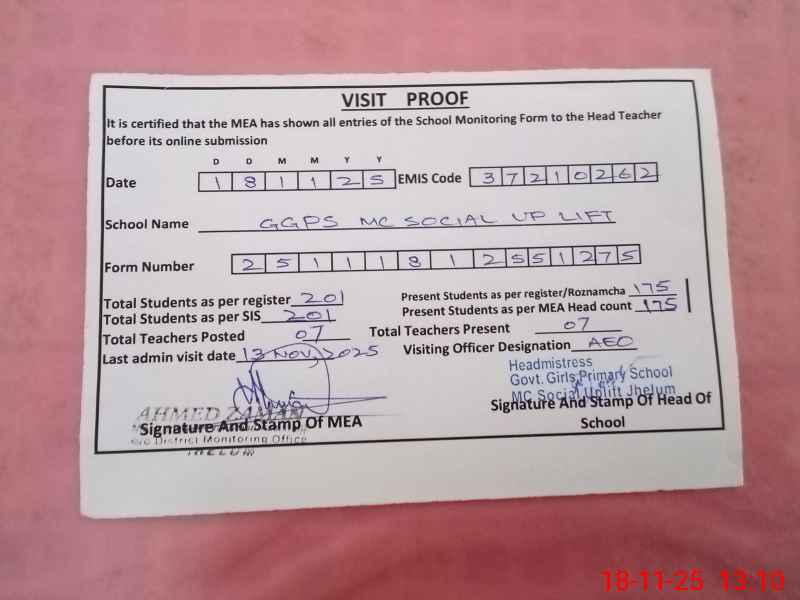 VISIT PROOF
It is certified that the MEA has shown all entries of the School Monitoring Form to the Head Teacher
before its online submission
D D M M Y Y
Date 1 8 1 1 2 5 EMIS Code 3 7 2 1 0 2 6 2
School Name GGPS MC SOCIAL UP LIFT
Form Number 2 5 1 1 1 8 1 2 5 5 1 2 7 5
Total Students as per register 201 Present Students as per register/Roznamcha 175
Total Students as per SIS 201 Present Students as per MEA Head count 175
Total Teachers Posted 07 Total Teachers Present 07
Last admin visit date 13 Nov, 2025 Visiting Officer Designation AEO
Headmistress
Govt. Girls Primary School
MC Social Uplift Jhelum
AHMED ZAMAN
Signature And Stamp Of MEA
Signature And Stamp Of Head Of
School
o/o District Monitoring Office
JHELUM
18-11-25 13:10